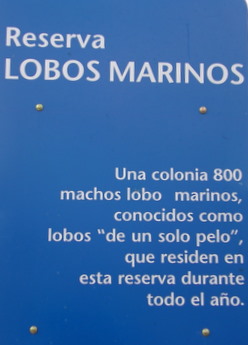 Reserva
LOBOS MARINOS
Una colonia 800
machos lobo marinos,
conocidos como
lobos "de un solo pelo",
que residen en
esta reserva durante
todo el año.